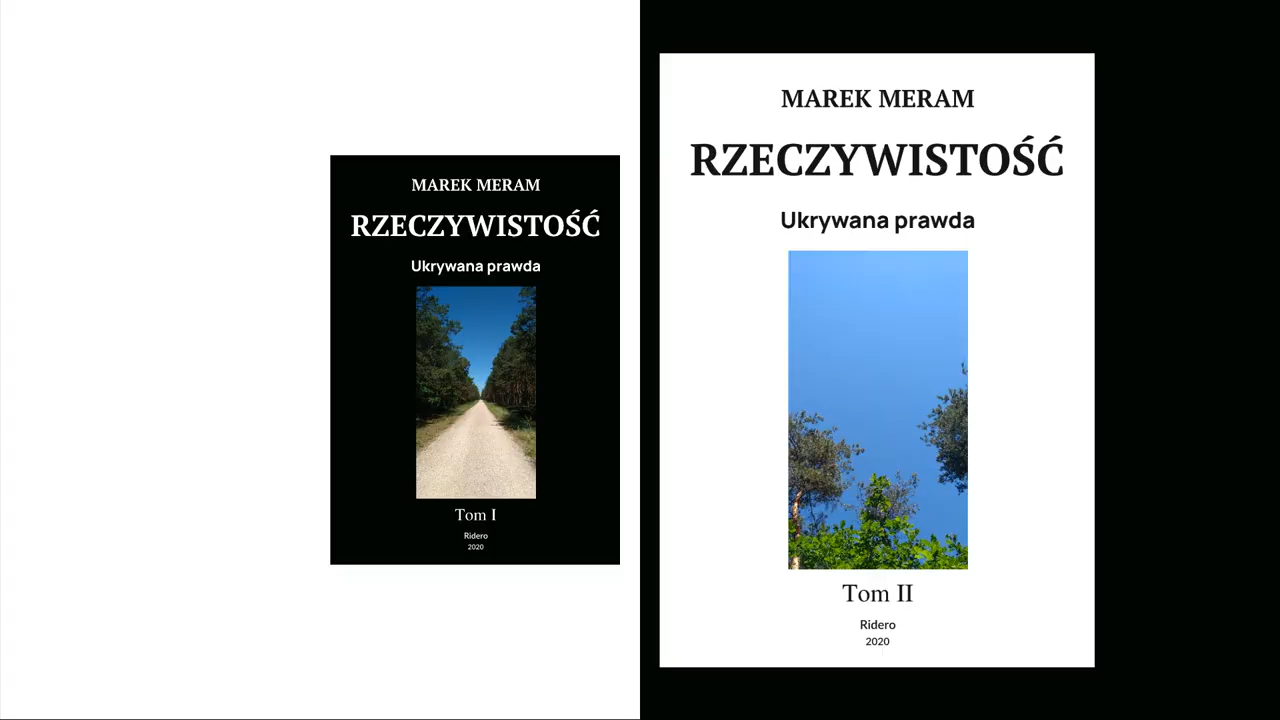 MAREK MERAM
RZECZYWISTOŚĆ
Ukrywana prawda
Tom I
Ridero
2020
MAREK MERAM
RZECZYWISTOŚĆ
Ukrywana prawda
Tom II
Ridero
2020